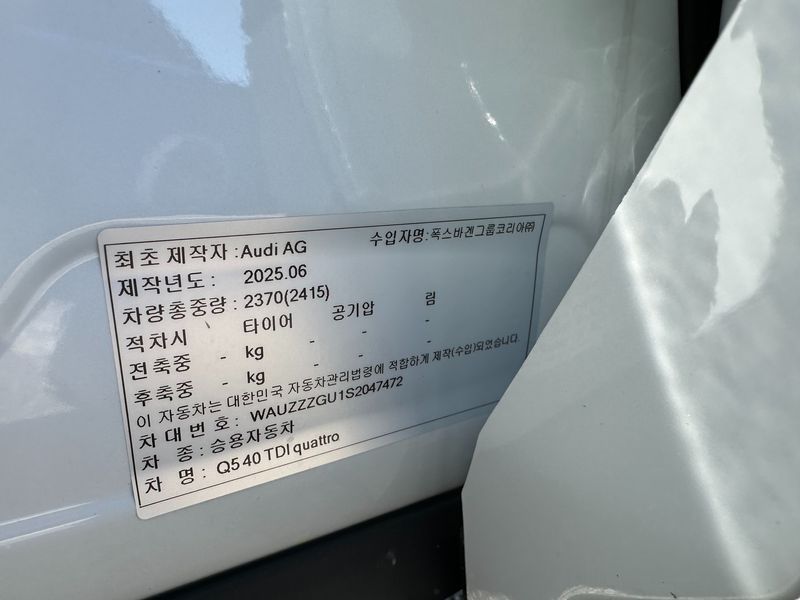 최초 제작자 : Audi AG 수입자명 : 폭스바겐그룹코리아㈜
제작년도 : 2025.06
차량총중량 : 2370(2415)
적차시 타이어 공기압 림
전축중 - kg - - -
후축중 - kg - - -
이 자동차는 대한민국 자동차관리법령에 적합하게 제작(수입)되었습니다.
차대번호 : WAUZZZGU1S2047472
차 종 : 승용자동차
차 명 : Q5 40 TDI quattro